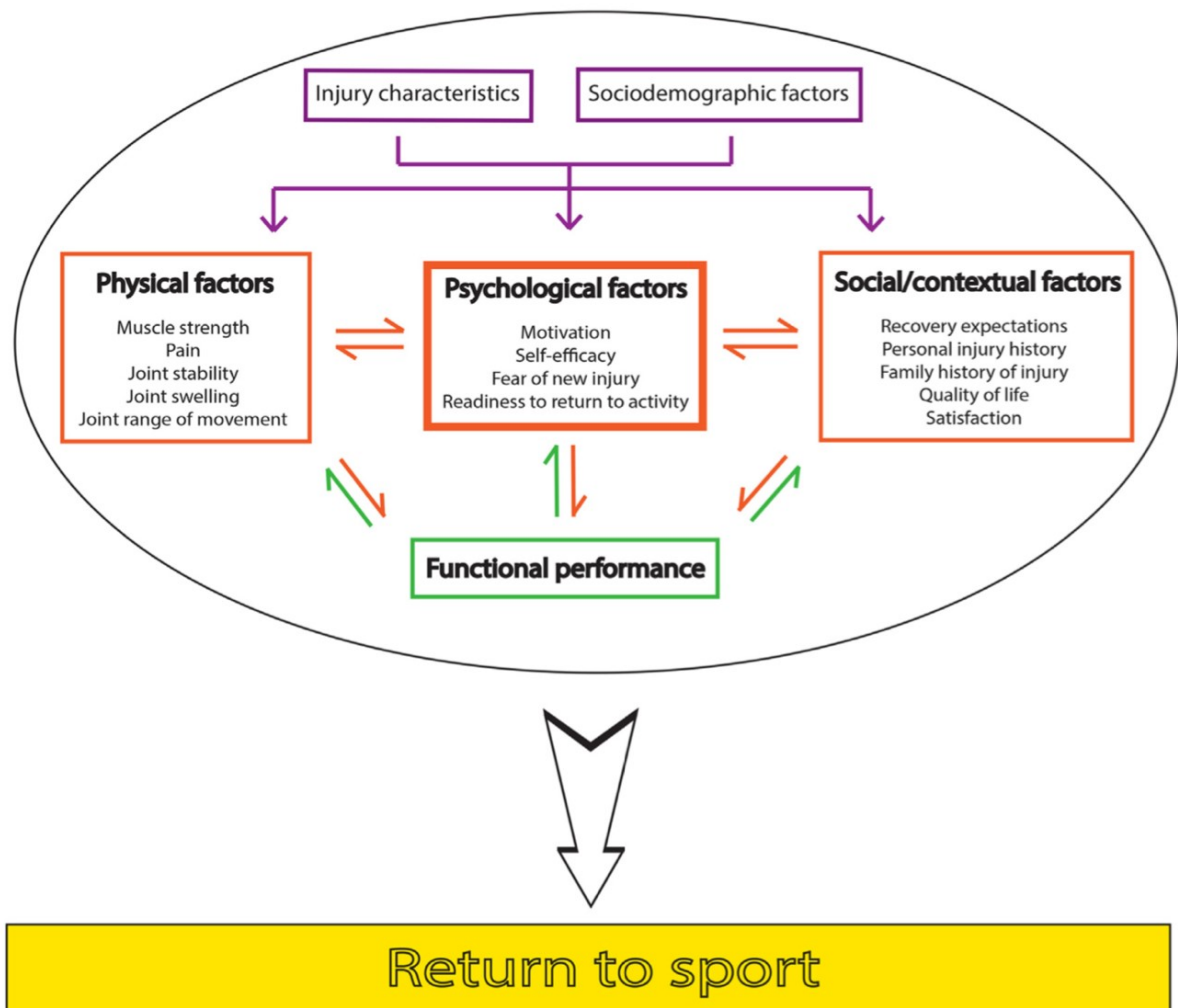 Injury characteristics
Sociodemographic factors
Physical factors
Muscle strength
Pain
Joint stability
Joint swelling
Joint range of movement
Psychological factors
Motivation
Self-efficacy
Fear of new injury
Readiness to return to activity
Social/contextual factors
Recovery expectations
Personal injury history
Family history of injury
Quality of life
Satisfaction
Functional performance
Return to sport